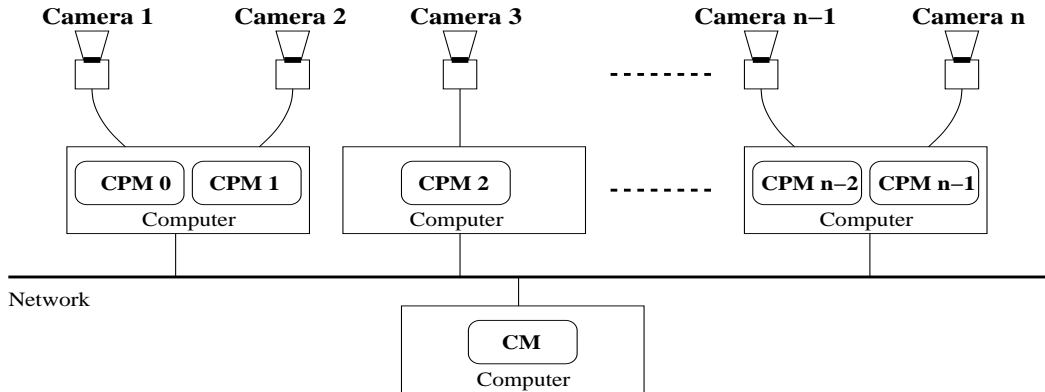 Camera 1 Camera 2 Camera 3 Camera n−1 Camera n
CPM 0 CPM 1 CPM 2 CPM n−2 CPM n−1
Computer Computer Computer
Network
CM
Computer